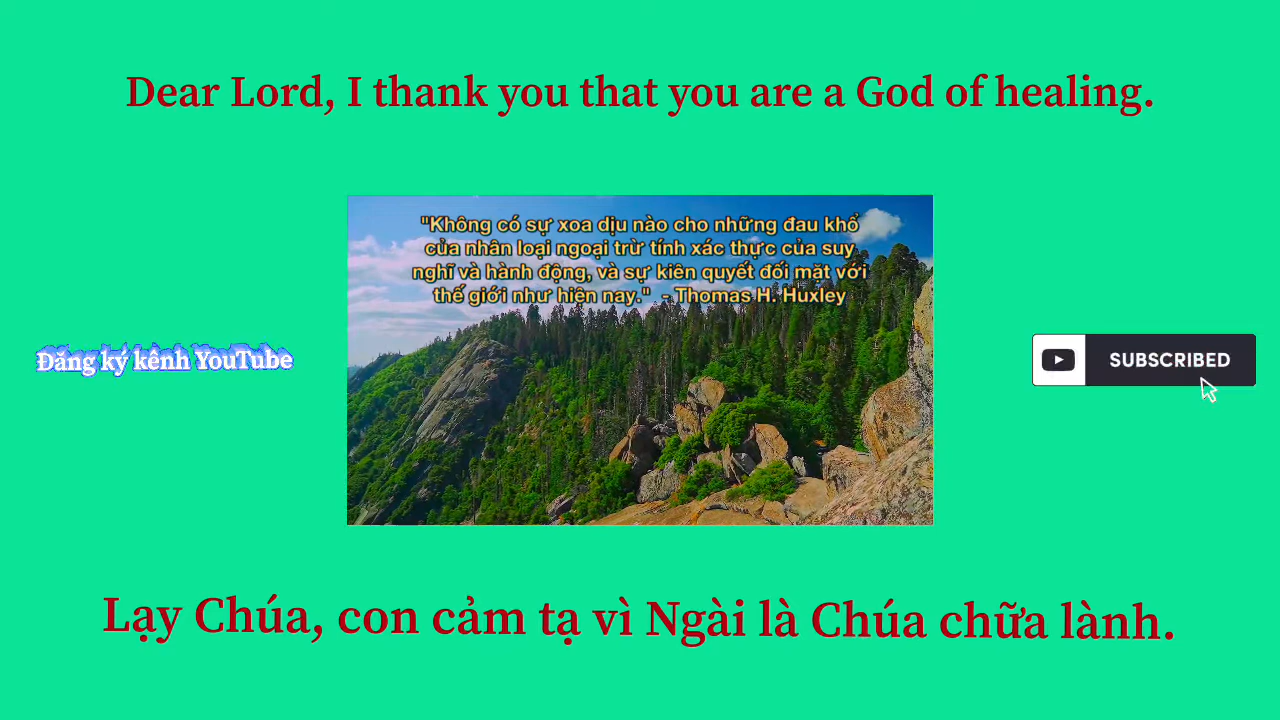 Dear Lord, I thank you that you are a God of healing.
"Không có sự xoa dịu nào cho những đau khổ
của nhân loại ngoại trừ tính xác thực của suy
nghĩ và hành động, và sự kiên quyết đối mặt với
thế giới như hiện nay." - Thomas H. Huxley
Đăng ký kênh YouTube
SUBSCRIBED
Lạy Chúa, con cảm tạ vì Ngài là Chúa chữa lành.